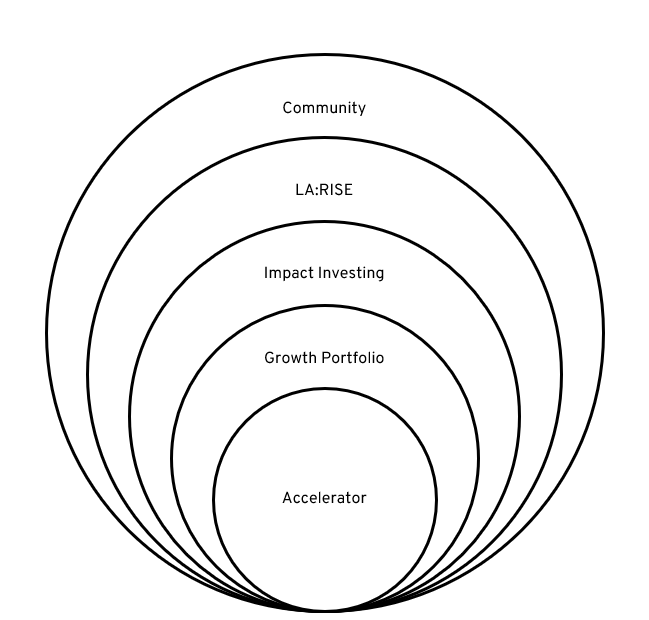 Community
LA:RISE
Impact Investing
Growth Portfolio
Accelerator